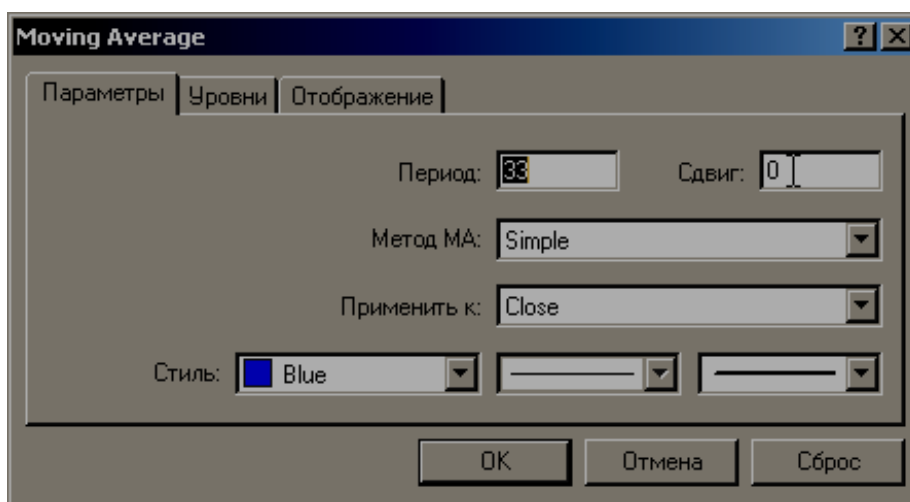 Moving Average
Параметры Уровни Отображение
Период: 33 Сдвиг: 0
Метод МА: Simple
Применить к: Close
Стиль: Blue
OK Отмена Сброс